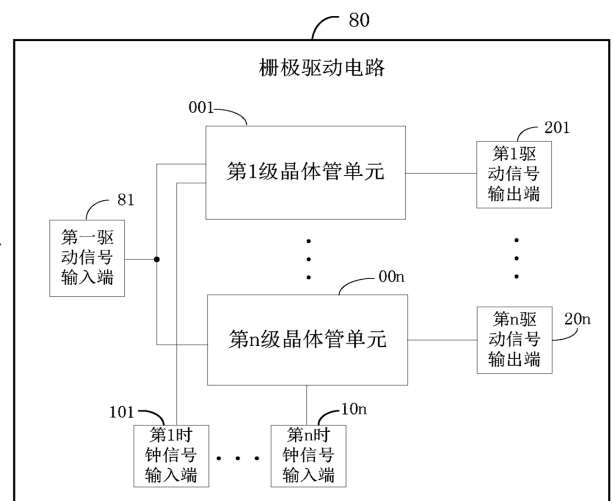 80
栅极驱动电路
001
第1级晶体管单元
201
第1驱
动信号
输出端
81
第一驱
动信号
输入端
00n
第n级晶体管单元
第n驱
动信号
输出端
20n
101
第1时
钟信号
输入端
10n
第n时
钟信号
输入端